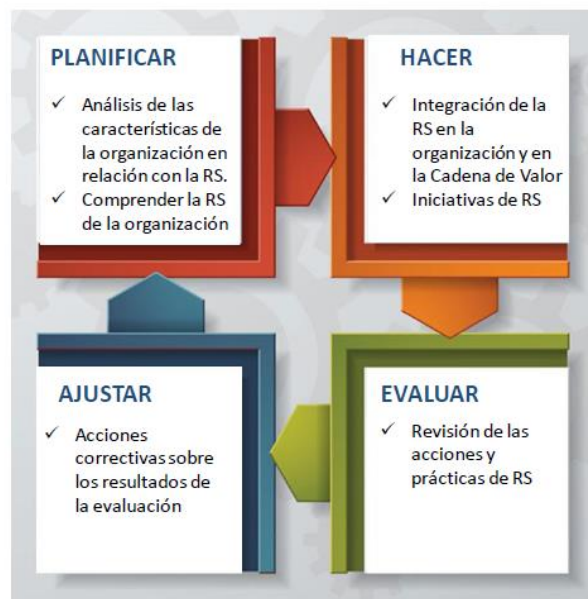 PLANIFICAR
✓ Análisis de las
características de
la organización en
relación con la RS.
✓ Comprender la RS
de la organización
HACER
✓ Integración de la
RS en la
organización y en
la Cadena de Valor
✓ Iniciativas de RS
EVALUAR
✓ Revisión de las
acciones y
prácticas de RS
AJUSTAR
✓ Acciones
correctivas sobre
los resultados de
la evaluación